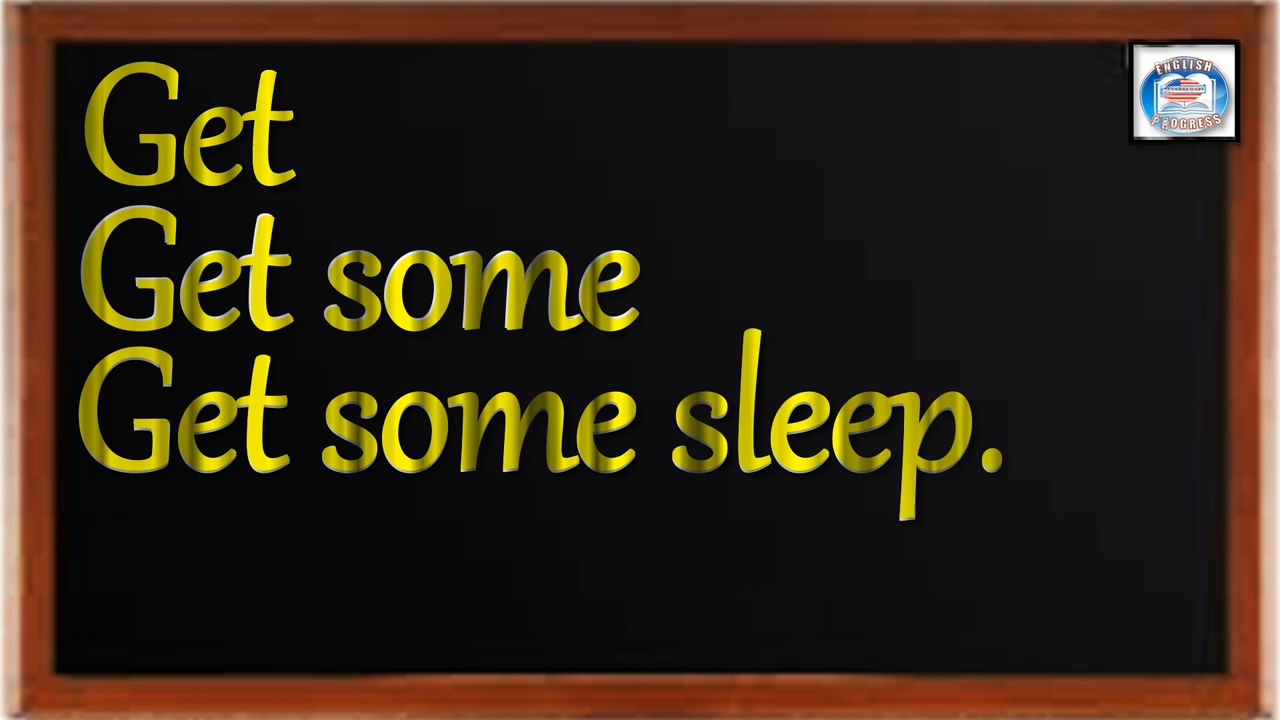 Get
Get some
Get some sleep.
ENGLISH
PROGRESS